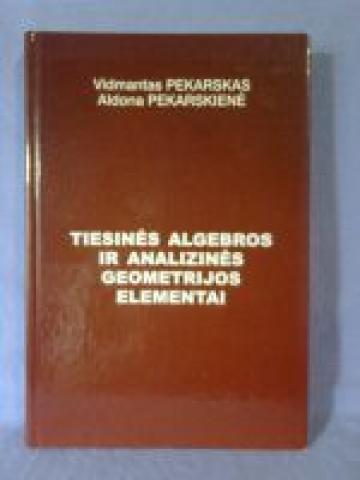 Vidmantas PEKARSKAS
Aldona PEKARSKIENĖ
TIESINĖS ALGEBROS
IR ANALIZINĖS
GEOMETRIJOS
ELEMENTAI